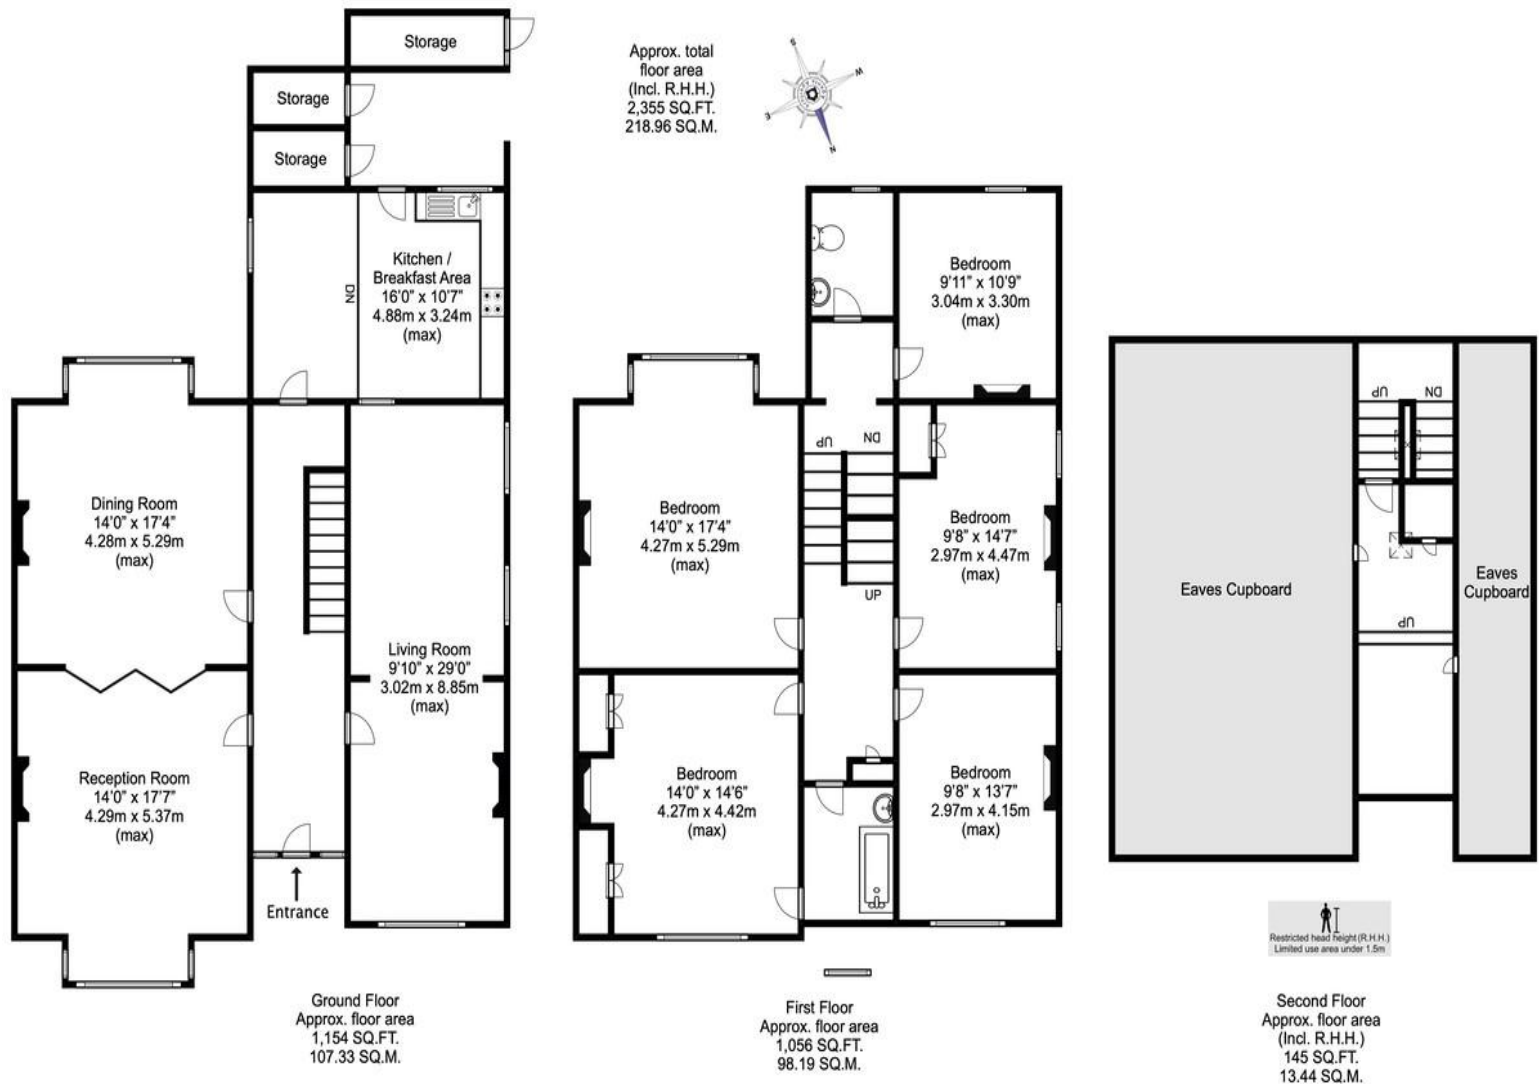 Storage
Storage
Storage
Kitchen /
Breakfast Area
16'0" x 10'7"
4.88m x 3.24m
(max)
DN
Dining Room
14'0" x 17'4"
4.28m x 5.29m
(max)
Living Room
9'10" x 29'0"
3.02m x 8.85m
(max)
Reception Room
14'0" x 17'7"
4.29m x 5.37m
(max)
Entrance
Ground Floor
Approx. floor area
1,154 SQ.FT.
107.33 SQ.M.
Approx. total
floor area
(Incl. R.H.H.)
2,355 SQ.FT.
218.96 SQ.M.
S
W
E
N
Bedroom
9'11" x 10'9"
3.04m x 3.30m
(max)
UP
DN
Bedroom
14'0" x 17'4"
4.27m x 5.29m
(max)
Bedroom
9'8" x 14'7"
2.97m x 4.47m
(max)
UP
Bedroom
14'0" x 14'6"
4.27m x 4.42m
(max)
Bedroom
9'8" x 13'7"
2.97m x 4.15m
(max)
First Floor
Approx. floor area
1,056 SQ.FT.
98.19 SQ.M.
UP
DN
Eaves Cupboard
Eaves
Cupboard
UP
Restricted head height (R.H.H.)
Limited use area under 1.5m
Second Floor
Approx. floor area
(Incl. R.H.H.)
145 SQ.FT.
13.44 SQ.M.